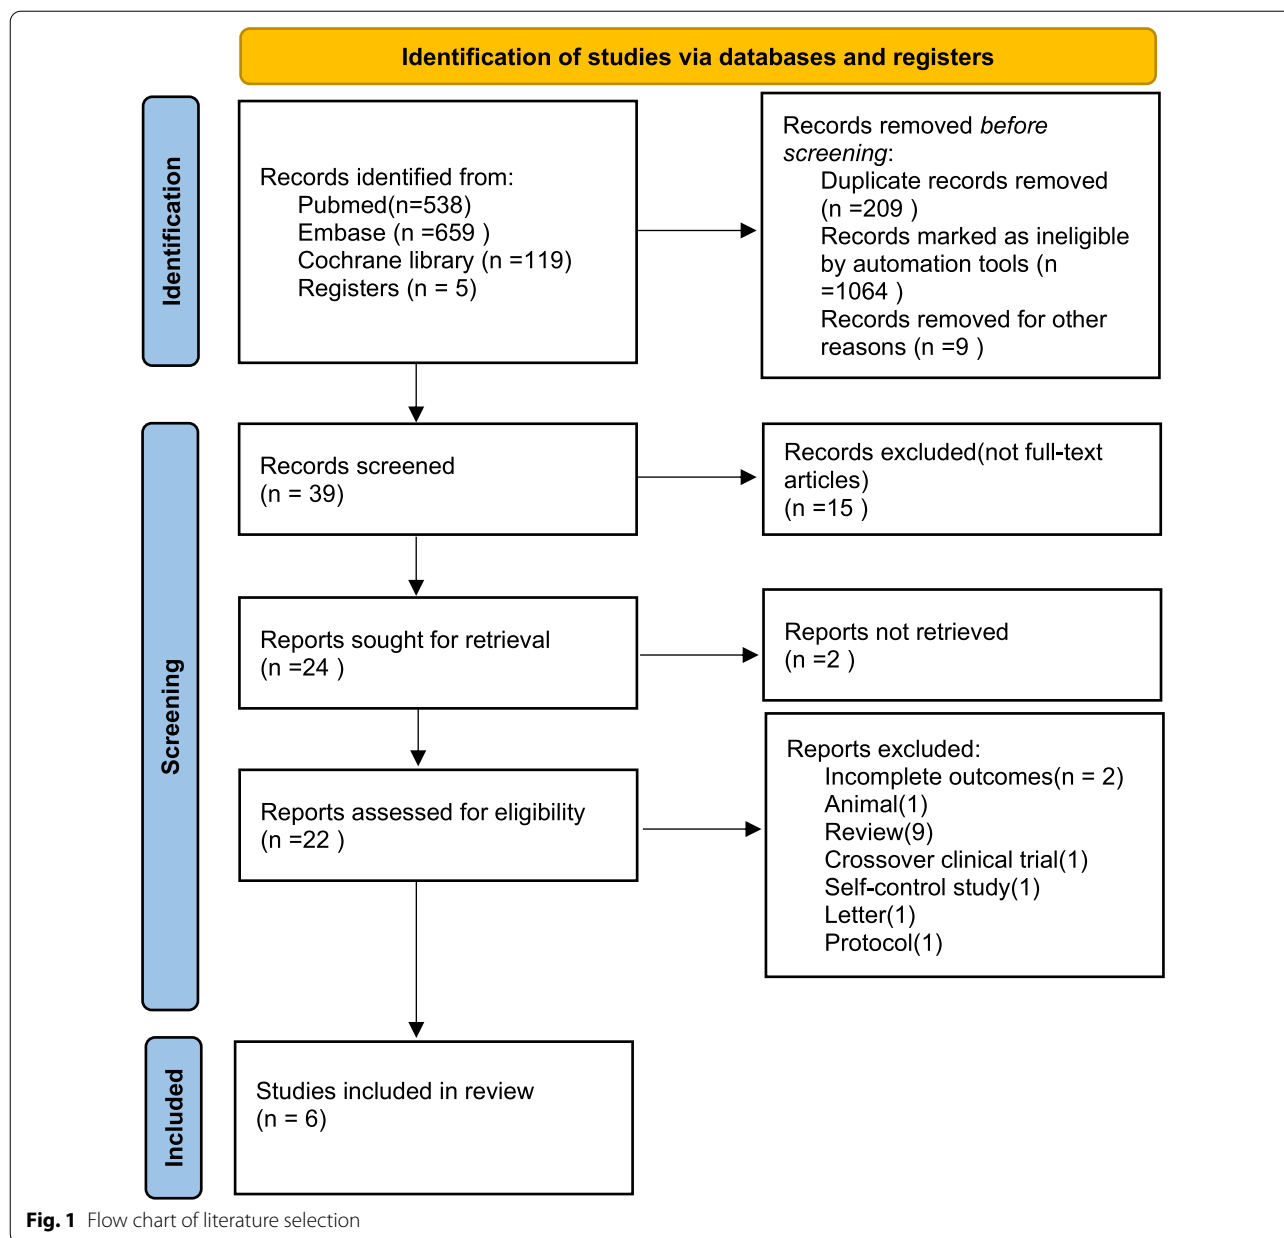 Identification of studies via databases and registers
Identification
Records identified from:
Pubmed(n=538)
Embase (n =659 )
Cochrane library (n =119)
Registers (n = 5)
Records removed before
screening:
Duplicate records removed
(n =209 )
Records marked as ineligible
by automation tools (n
=1064 )
Records removed for other
reasons (n =9 )
Screening
Records screened
(n = 39)
Records excluded(not full-text
articles)
(n =15 )
Reports sought for retrieval
(n =24 )
Reports not retrieved
(n =2 )
Reports assessed for eligibility
(n =22 )
Reports excluded:
Incomplete outcomes(n = 2)
Animal(1)
Review(9)
Crossover clinical trial(1)
Self-control study(1)
Letter(1)
Protocol(1)
Included
Studies included in review
(n = 6)
Fig. 1 Flow chart of literature selection